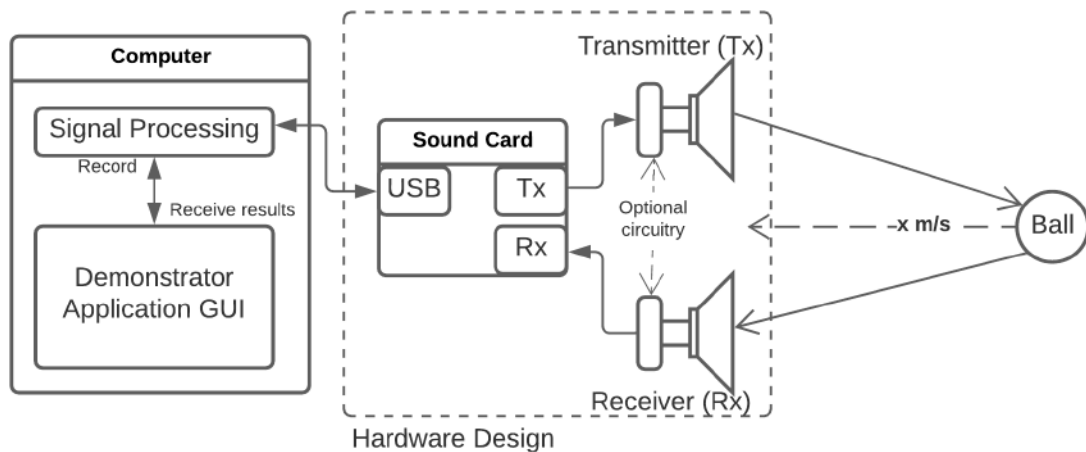 Computer
Signal Processing
Record
Receive results
Demonstrator
Application GUI
Transmitter (Tx)
Sound Card
USB
Tx
Rx
Optional
circuitry
-x m/s
Ball
Receiver (Rx)
Hardware Design